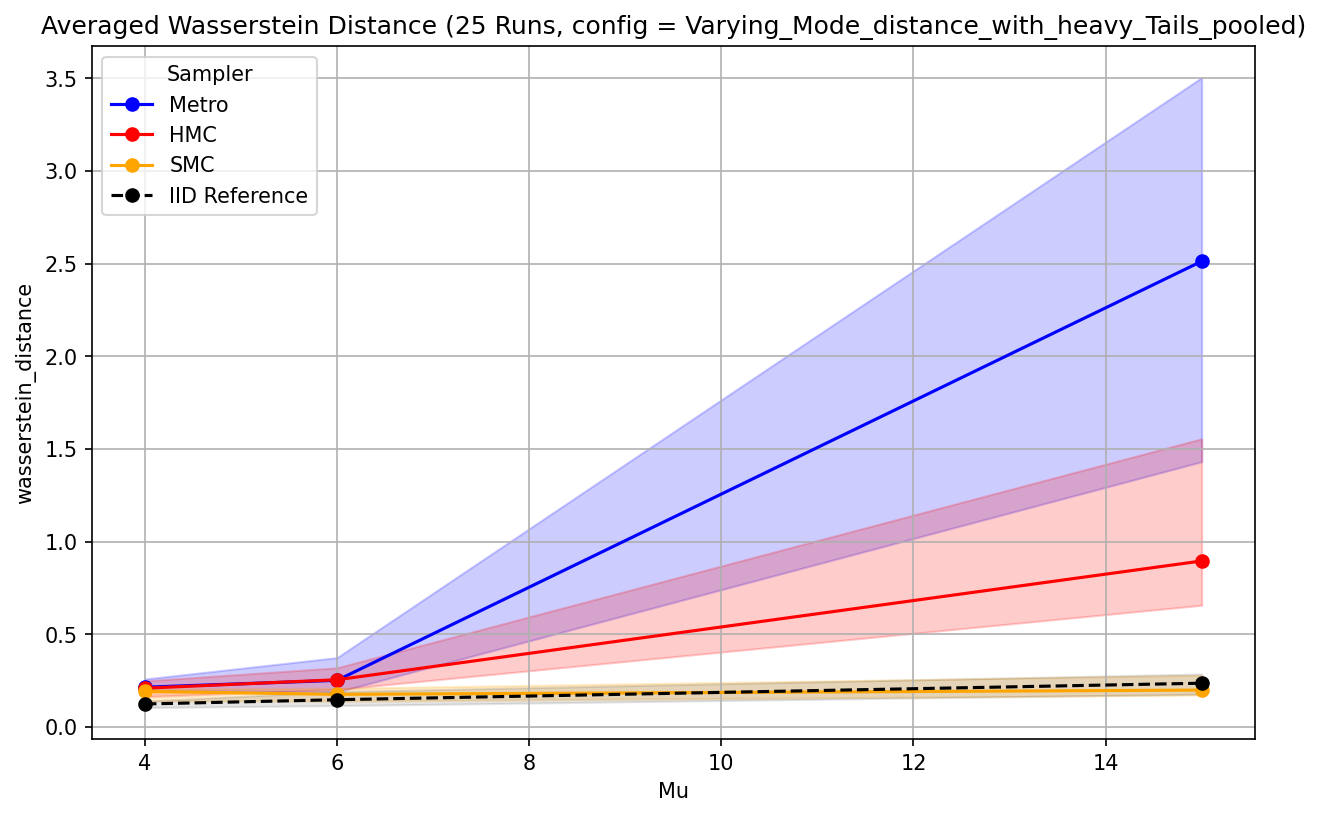 Averaged Wasserstein Distance (25 Runs, config = Varying_Mode_distance_with_heavy_Tails_pooled)
Sampler
Metro
HMC
SMC
IID Reference
wasserstein_distance
3.5
3.0
2.5
2.0
1.5
1.0
0.5
0.0
4
6
8
10
12
14
Mu